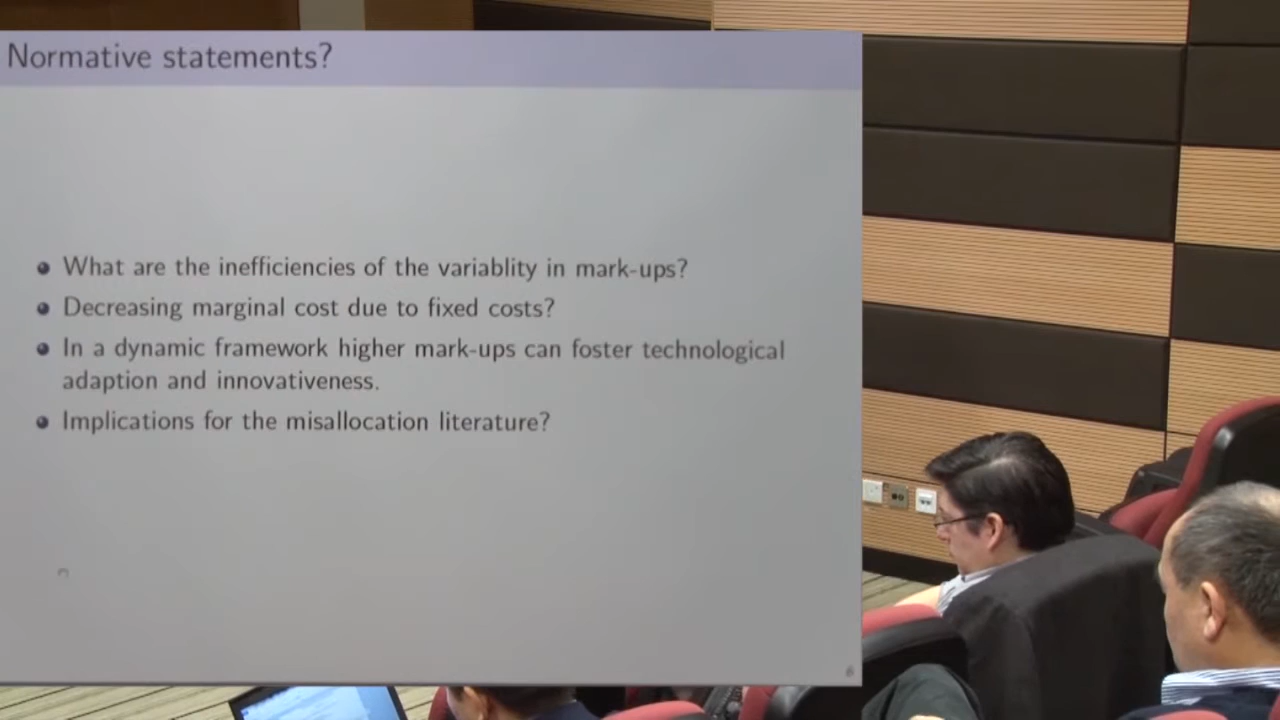 Normative statements?
What are the inefficiencies of the variablity in mark-ups?
Decreasing marginal cost due to fixed costs?
In a dynamic framework higher mark-ups can foster technological
adaption and innovativeness.
Implications for the misallocation literature?